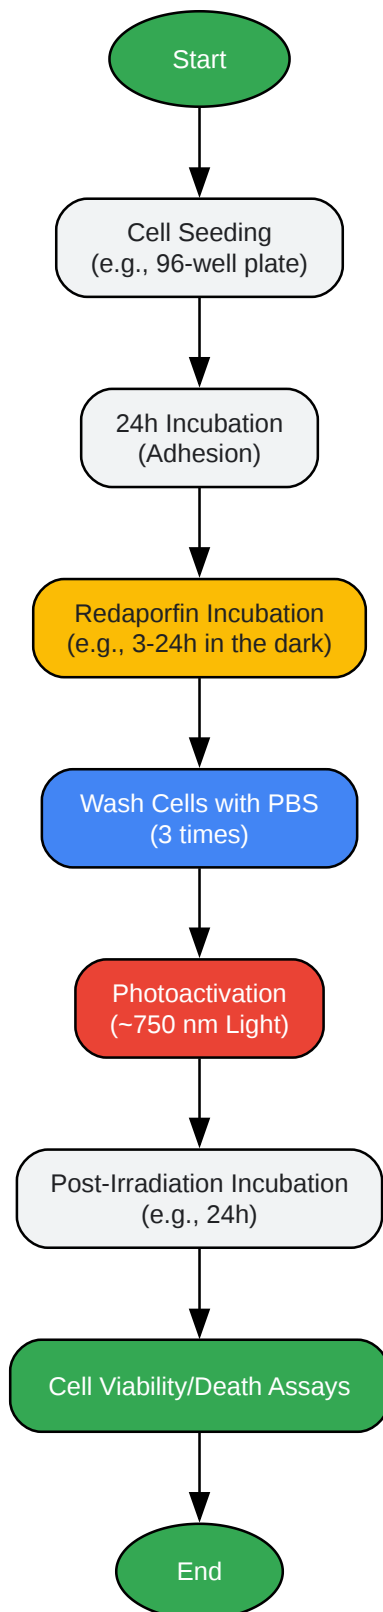 Start
Cell Seeding
(e.g., 96-well plate)
24h Incubation
(Adhesion)
Redaporfin Incubation
(e.g., 3-24h in the dark)
Wash Cells with PBS
(3 times)
Photoactivation
(~750 nm Light)
Post-Irradiation Incubation
(e.g., 24h)
Cell Viability/Death Assays
End